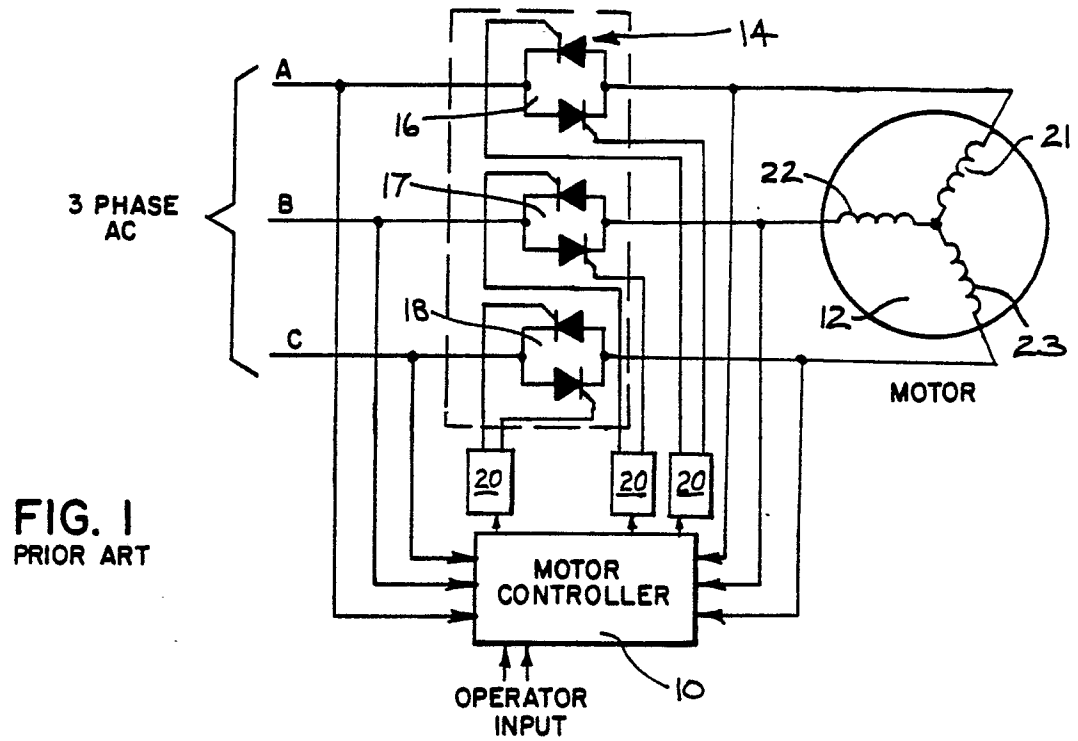 14
A
16
21
17
22
3 PHASE
AC
B
18
12
C
23
MOTOR
20
20
20
FIG. 1
PRIOR ART
MOTOR
CONTROLLER
10
OPERATOR
INPUT